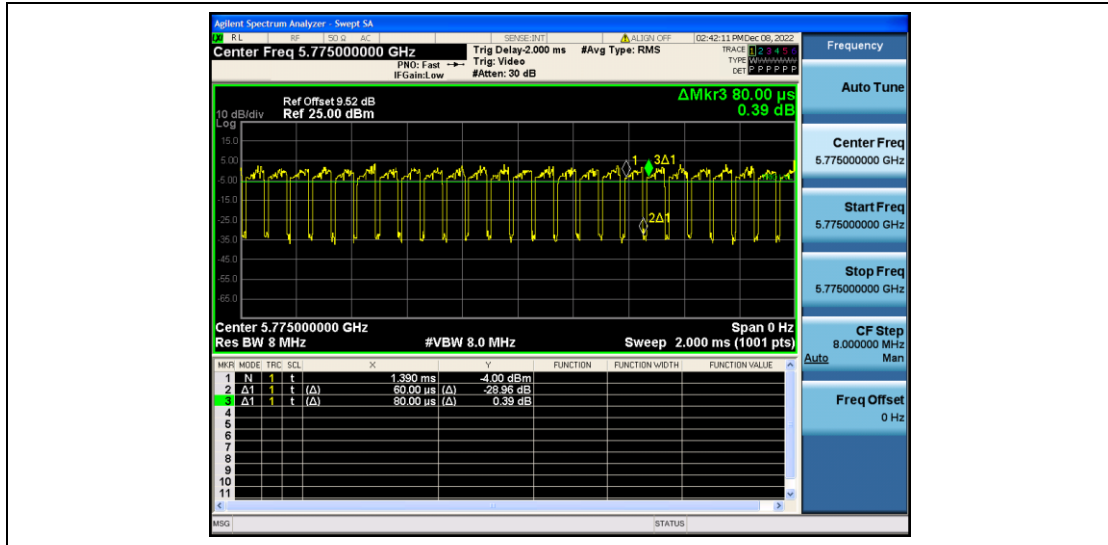 Agilent Spectrum Analyzer - Swept SA
RL RF 50 Ω AC SENSE:INT ALIGN OFF 02:42:11 PM Dec 08, 2022
Center Freq 5.775000000 GHz
PNO: Fast
IFGain:Low
Trig Delay-2.000 ms #Avg Type: RMS
Trig: Video
#Atten: 30 dB
TRACE 1 2 3 4 5 6
TYPE WWWWWW
DET P P P P P P
Frequency
Auto Tune
Center Freq
5.775000000 GHz
Start Freq
5.775000000 GHz
Stop Freq
5.775000000 GHz
CF Step
8.000000 MHz
Auto Man
Freq Offset
0 Hz
ΔMkr3 80.00 µs
0.39 dB
Ref Offset 9.52 dB
10 dB/div Ref 25.00 dBm
Log
15.0
5.00
-5.00
-15.0
-25.0
-35.0
-45.0
-55.0
-65.0
1
3Δ1
2Δ1
Center 5.775000000 GHz Span 0 Hz
Res BW 8 MHz #VBW 8.0 MHz Sweep 2.000 ms (1001 pts)
MKR MODE TRC SCL X Y FUNCTION FUNCTION WIDTH FUNCTION VALUE
1 N 1 t 1.390 ms -4.00 dBm
2 Δ1 1 t (Δ) 60.00 µs (Δ) -28.96 dB
3 Δ1 1 t (Δ) 80.00 µs (Δ) 0.39 dB
4
5
6
7
8
9
10
11
MSG STATUS